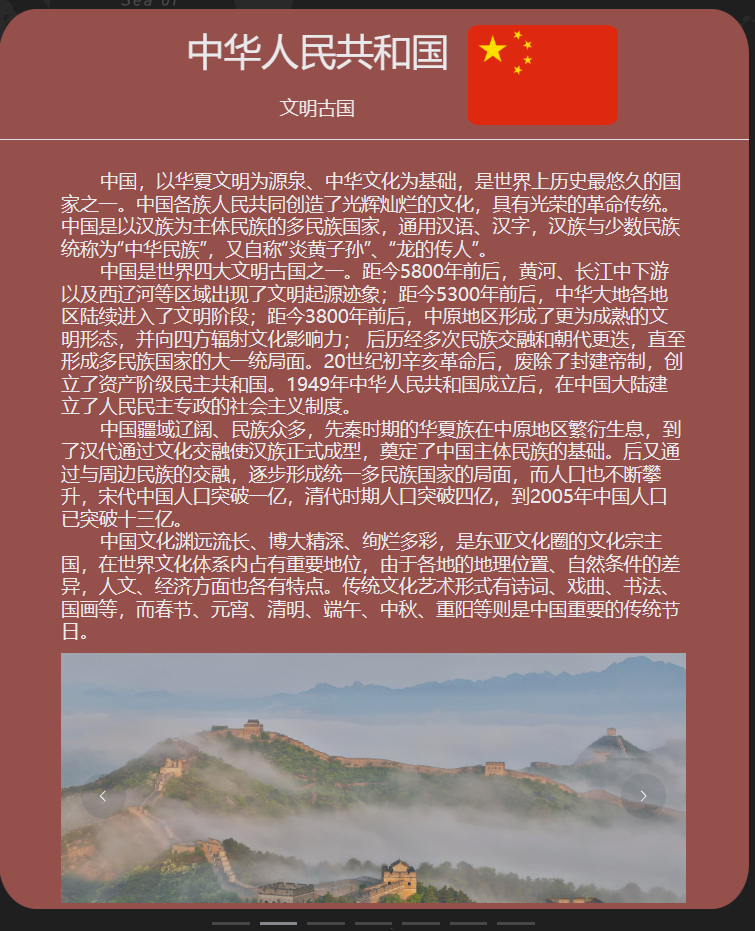 Sea of
中华人民共和国
文明古国
中国，以华夏文明为源泉、中华文化为基础，是世界上历史最悠久的国
家之一。中国各族人民共同创造了光辉灿烂的文化，具有光荣的革命传统。
中国是以汉族为主体民族的多民族国家，通用汉语、汉字，汉族与少数民族
统称为“中华民族”，又自称“炎黄子孙”、“龙的传人”。
中国是世界四大文明古国之一。距今5800年前后，黄河、长江中下游
以及西辽河等区域出现了文明起源迹象；距今5300年前后，中华大地各地
区陆续进入了文明阶段；距今3800年前后，中原地区形成了更为成熟的文
明形态，并向四方辐射文化影响力； 后历经多次民族交融和朝代更迭，直至
形成多民族国家的大一统局面。20世纪初辛亥革命后，废除了封建帝制，创
立了资产阶级民主共和国。1949年中华人民共和国成立后，在中国大陆建
立了人民民主专政的社会主义制度。
中国疆域辽阔、民族众多，先秦时期的华夏族在中原地区繁衍生息，到
了汉代通过文化交融使汉族正式成型，奠定了中国主体民族的基础。后又通
过与周边民族的交融，逐步形成统一多民族国家的局面，而人口也不断攀
升，宋代中国人口突破一亿，清代时期人口突破四亿，到2005年中国人口
已突破十三亿。
中国文化渊远流长、博大精深、绚烂多彩，是东亚文化圈的文化宗主
国，在世界文化体系内占有重要地位，由于各地的地理位置、自然条件的差
异，人文、经济方面也各有特点。传统文化艺术形式有诗词、戏曲、书法、
国画等，而春节、元宵、清明、端午、中秋、重阳等则是中国重要的传统节
日。